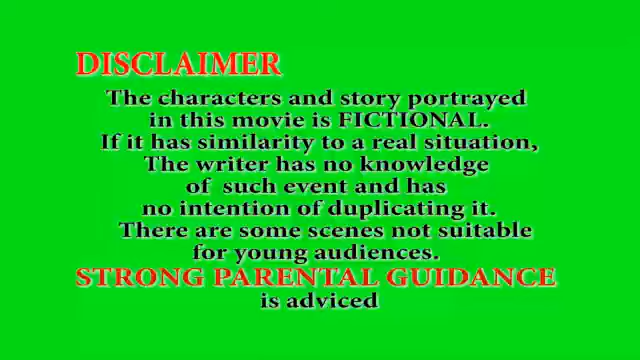 DISCLAIMER
The characters and story portrayed
in this movie is FICTIONAL.
If it has similarity to a real situation,
The writer has no knowledge
of such event and has
no intention of duplicating it.
There are some scenes not suitable
for young audiences.
STRONG PARENTAL GUIDANCE
is adviced